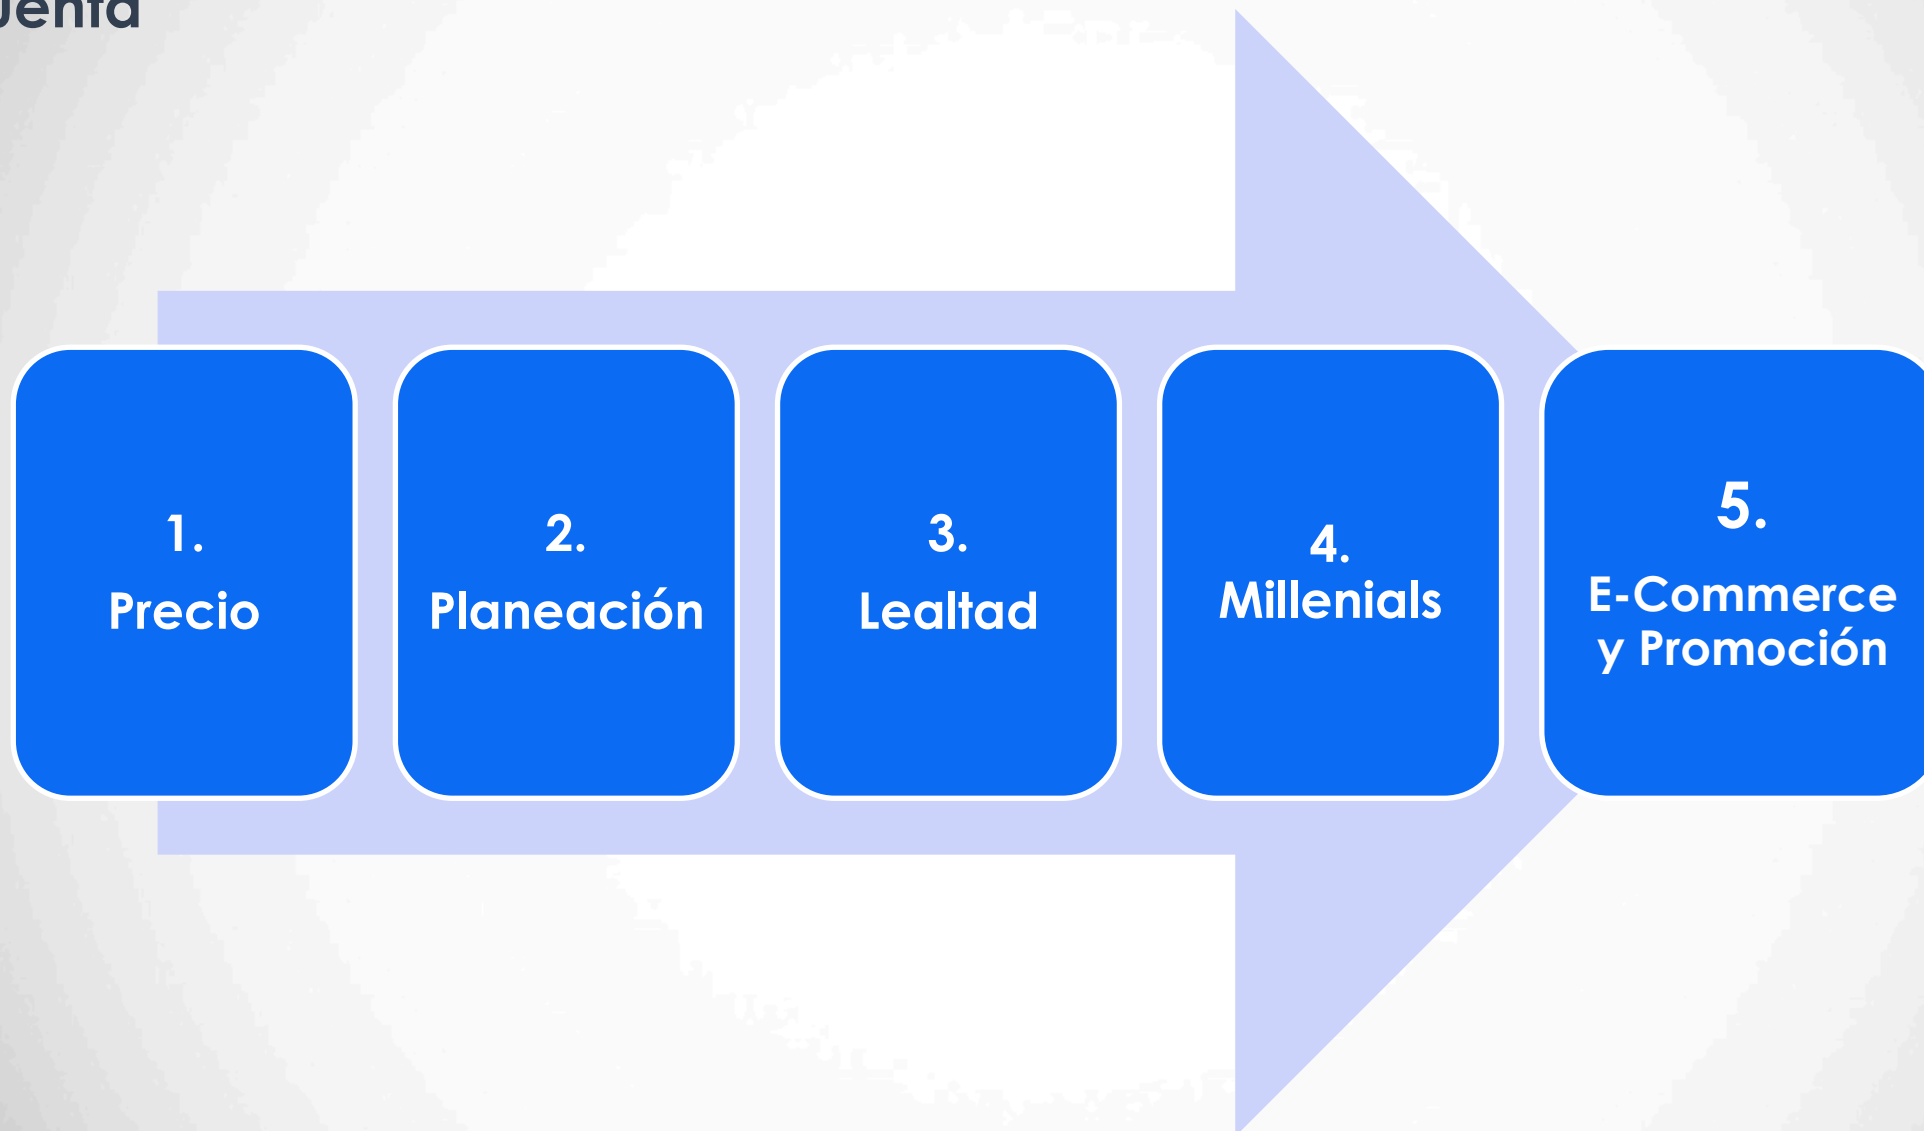 1.
Precio
2.
Planeación
3.
Lealtad
4.
Millenials
5.
E-Commerce
y Promoción